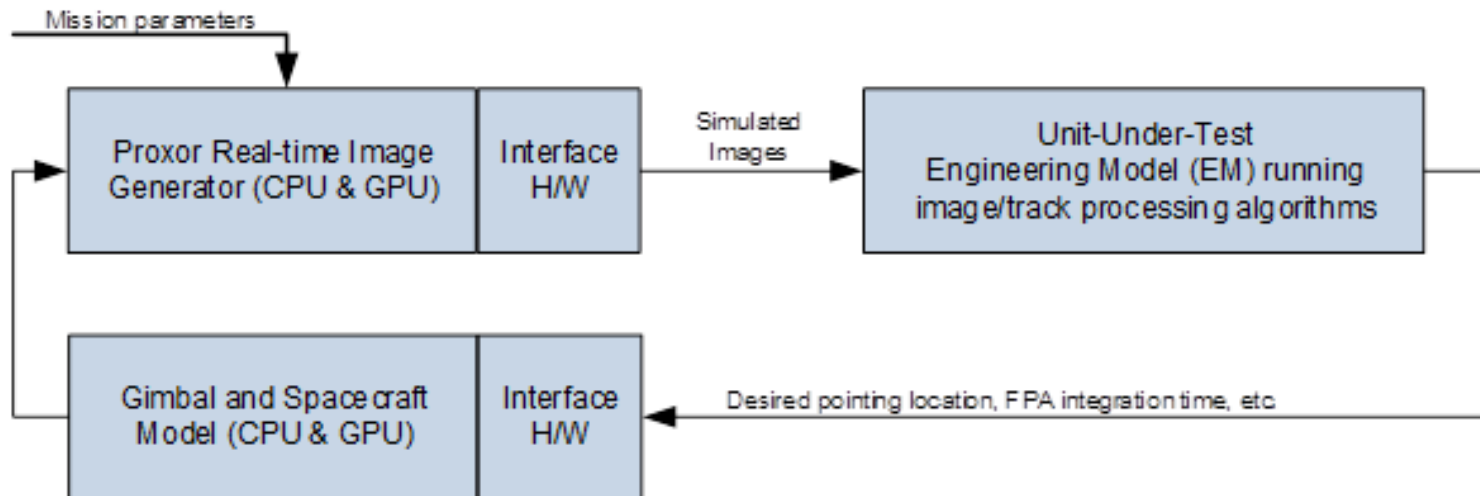 Mission parameters
Proxor Real-time Image
Generator (CPU & GPU)
Interface
H/W
Simulated
Images
Unit-Under-Test
Engineering Model (EM) running
image/track processing algorithms
Gimbal and Spacecraft
Model (CPU & GPU)
Interface
H/W
Desired pointing location, FPA integration time, etc